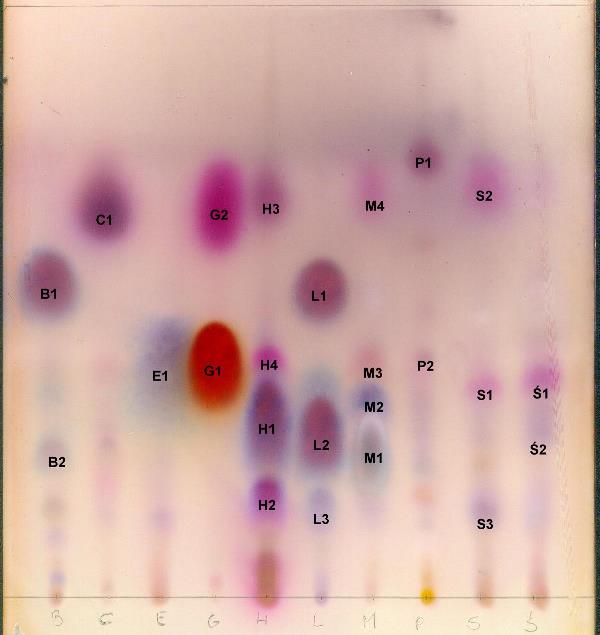 P1
C1 G2 H3 M4 S2
B1 L1
E1 G1 H4 M3 P2 S1 Ś1
H1 M2
B2 L2 M1 Ś2
H2 L3 S3
B C E G H L M P S Ś